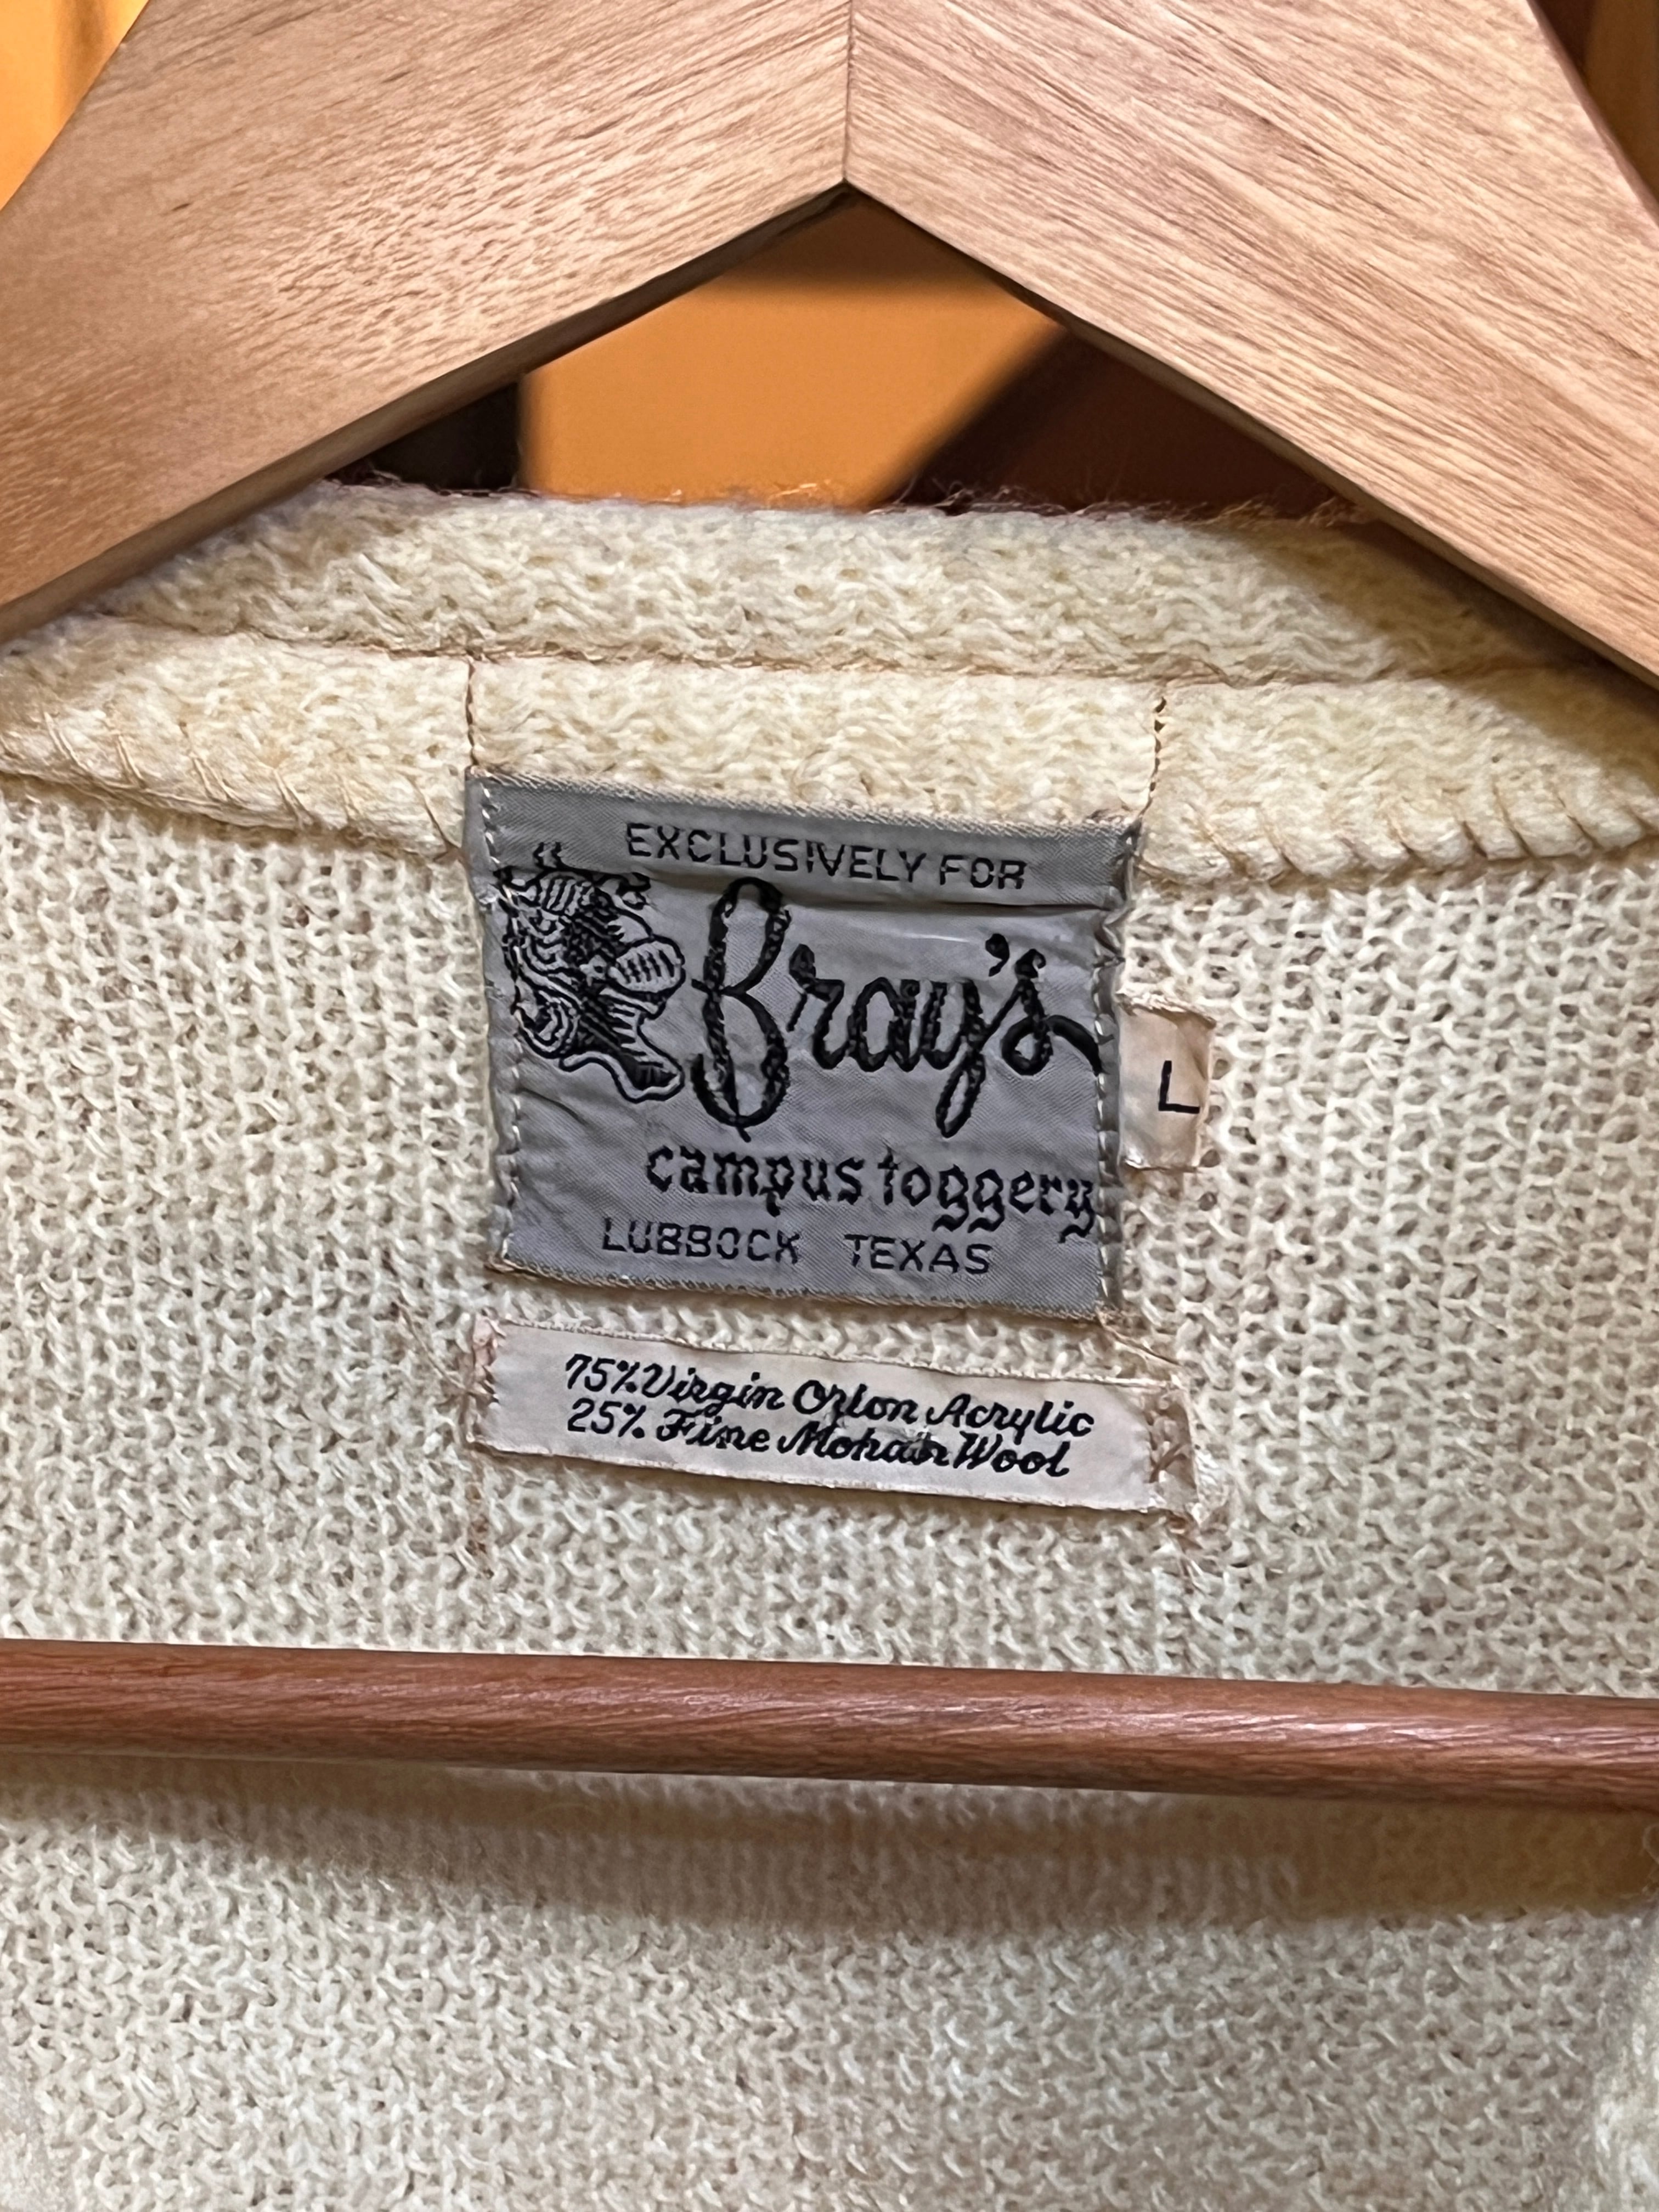 EXCLUSIVELY FOR
Bray's
campus toggery
LUBBOCK TEXAS
L
75% Virgin Orlon Acrylic
25% Fine Mohair Wool